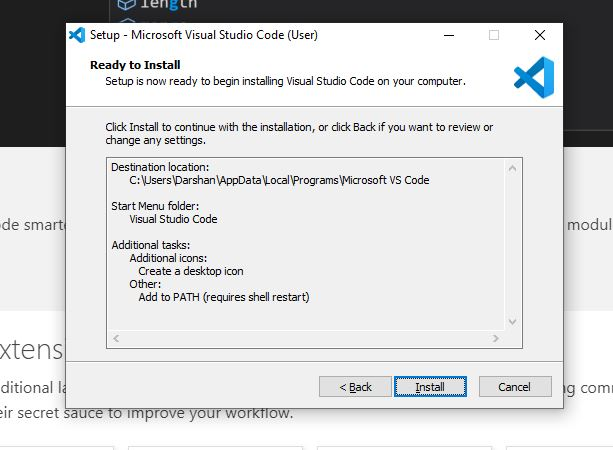 length
Setup - Microsoft Visual Studio Code (User)
Ready to Install
Setup is now ready to begin installing Visual Studio Code on your computer.
Click Install to continue with the installation, or click Back if you want to review or
change any settings.
Destination location:
C:\Users\Darshan\AppData\Local\Programs\Microsoft VS Code
Start Menu folder:
Visual Studio Code
Additional tasks:
Additional icons:
Create a desktop icon
Other:
Add to PATH (requires shell restart)
< Back
Install
Cancel
de smarte
modul
xtens
ditional la
ng com
eir secret sauce to improve your workflow.